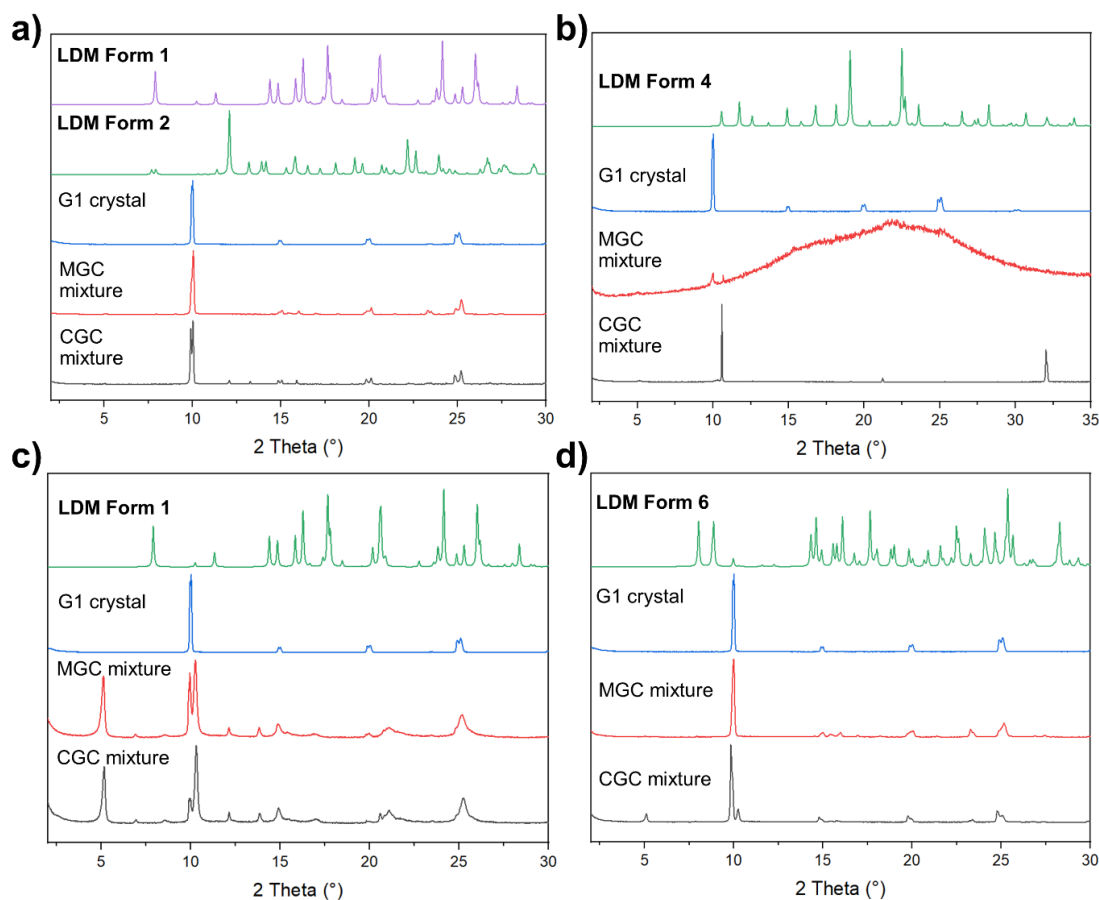 a)
LDM Form 1
LDM Form 2
G1 crystal
MGC
mixture
CGC
mixture
5 10 15 20 25 30
2 Theta (°)
b)
LDM Form 4
G1 crystal
MGC
mixture
CGC
mixture
5 10 15 20 25 30 35
2 Theta (°)
c)
LDM Form 1
G1 crystal
MGC mixture
CGC mixture
5 10 15 20 25 30
2 Theta (°)
d)
LDM Form 6
G1 crystal
MGC mixture
CGC mixture
5 10 15 20 25 30
2 Theta (°)